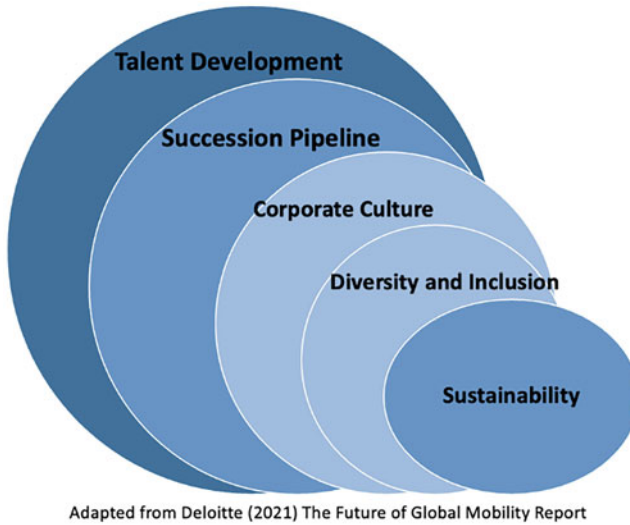 Talent Development
Succession Pipeline
Corporate Culture
Diversity and Inclusion
Sustainability
Adapted from Deloitte (2021) The Future of Global Mobility Report